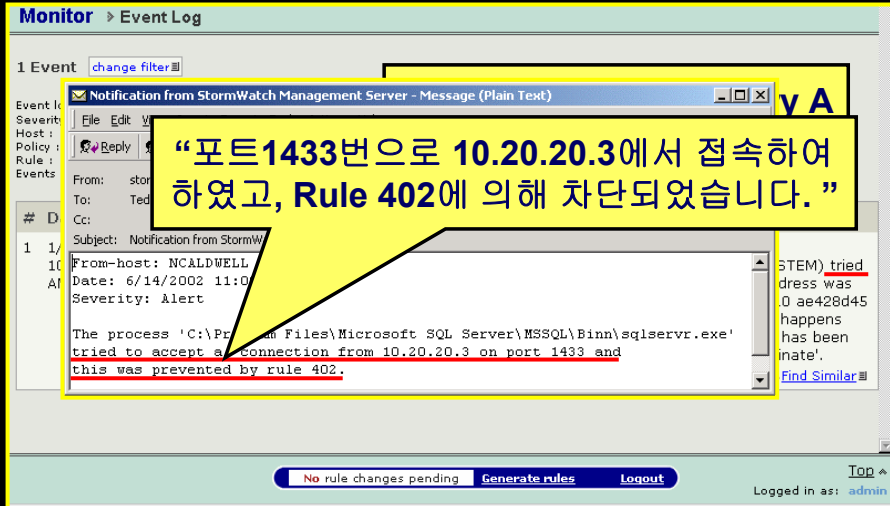 Monitor > Event Log
1 Event change filter
Event
Severity
Host :
Policy :
Rule :
Events
y A
Notification from StormWatch Management Server - Message (Plain Text)
File Edit
Reply
“포트1433번으로 10.20.20.3에서 접속하여
하였고, Rule 402에 의해 차단되었습니다. ”
From:
To: Ted
Cc:
Subject: Notification from
# D
1 1/
10
From-host: NCALDWELL
Date: 6/14/2002
Severity: Alert
The process 'C:\ Files\Microsoft SQL Server\MSSQL\Binn\sqlservr.exe'
tried to accept a connection from 10.20.20.3 on port 1433 and
this was prevented by rule 402.
STEM) tried
dress was
0 ae428d45
happens
has been
inate'.
Find Similar
No rule changes pending Generate rules Logout
Top
Logged in as: admin